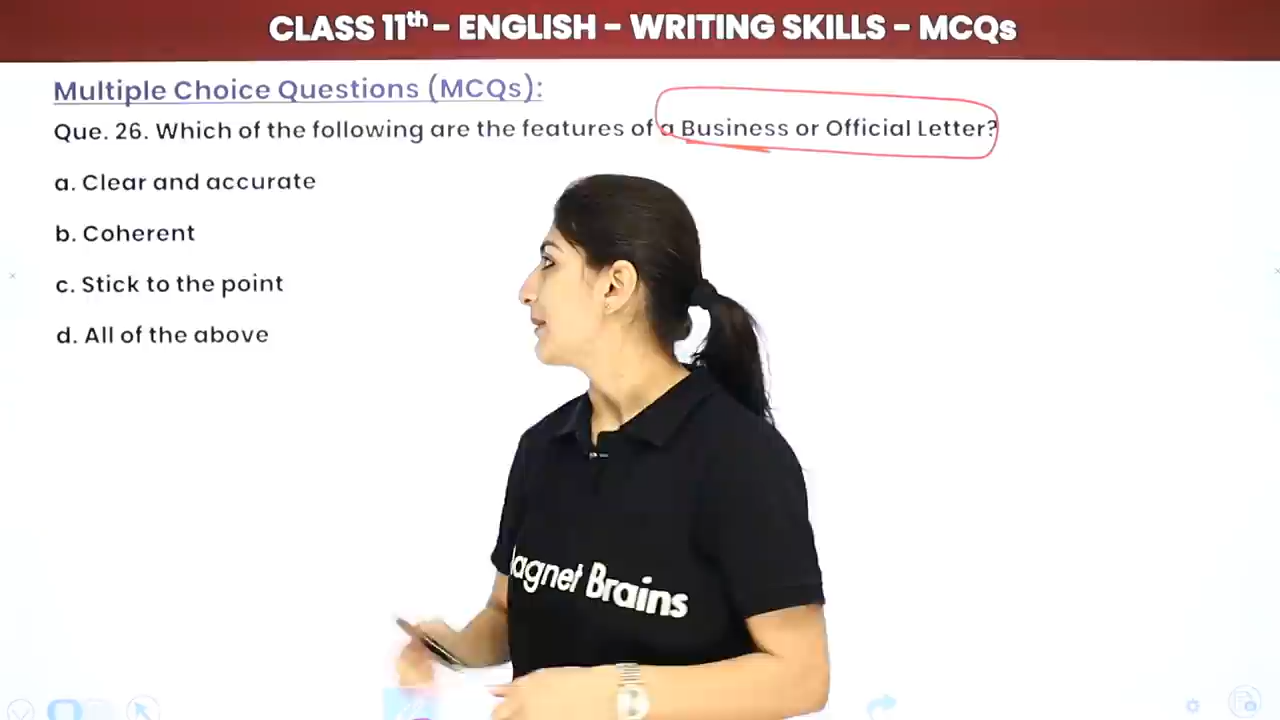 CLASS 11th - ENGLISH - WRITING SKILLS - MCQs
Multiple Choice Questions (MCQs):
Que. 26. Which of the following are the features of a Business or Official Letter?
a. Clear and accurate
b. Coherent
c. Stick to the point
d. All of the above
agnet Brains